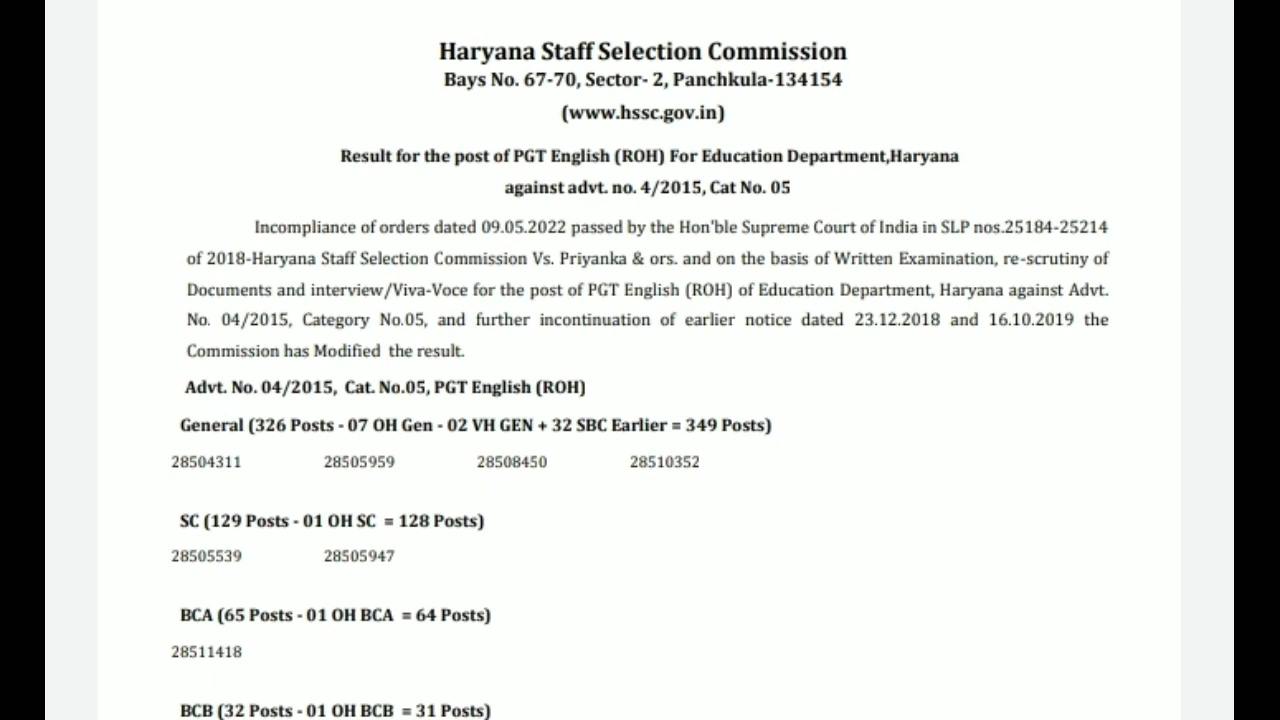 Haryana Staff Selection Commission
Bays No. 67-70, Sector- 2, Panchkula-134154
(www.hssc.gov.in)
Result for the post of PGT English (ROH) For Education Department,Haryana
against advt. no. 4/2015, Cat No. 05
Incompliance of orders dated 09.05.2022 passed by the Hon'ble Supreme Court of India in SLP nos.25184-25214
of 2018-Haryana Staff Selection Commission Vs. Priyanka & ors. and on the basis of Written Examination, re-scrutiny of
Documents and interview/Viva-Voce for the post of PGT English (ROH) of Education Department, Haryana against Advt.
No. 04/2015, Category No.05, and further incontinuation of earlier notice dated 23.12.2018 and 16.10.2019 the
Commission has Modified the result.
Advt. No. 04/2015, Cat. No.05, PGT English (ROH)
General (326 Posts - 07 OH Gen - 02 VH GEN + 32 SBC Earlier = 349 Posts)
28504311 28505959 28508450 28510352
SC (129 Posts - 01 OH SC = 128 Posts)
28505539 28505947
BCA (65 Posts - 01 OH BCA = 64 Posts)
28511418
BCB (32 Posts - 01 OH BCB = 31 Posts)